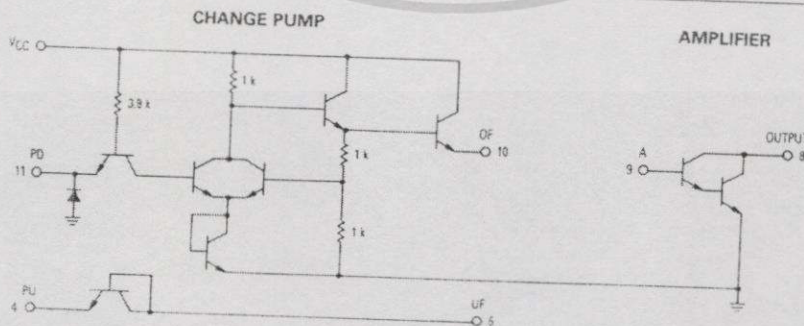 CHANGE PUMP
AMPLIFIER
VCC
1 k
3.9 k
PD
11
OF
10
1 k
1 k
A
9
OUTPUT
8
PU
4
UF
5